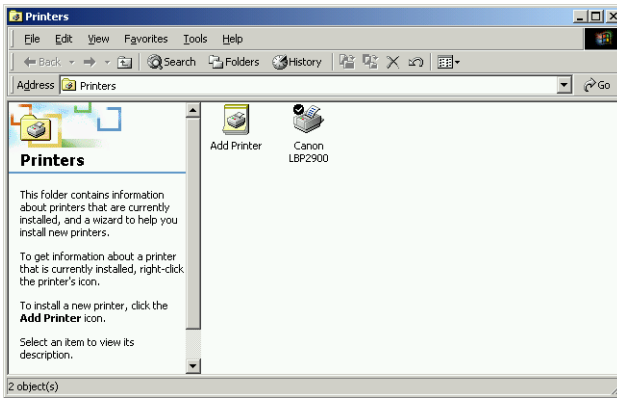 Printers
File Edit View Favorites Tools Help
Back Search Folders History
Address Printers Go
Printers
This folder contains information
about printers that are currently
installed, and a wizard to help you
install new printers.
To get information about a printer
that is currently installed, right-click
the printer's icon.
To install a new printer, click the
Add Printer icon.
Select an item to view its
description.
Add Printer
Canon
LBP2900
2 object(s)